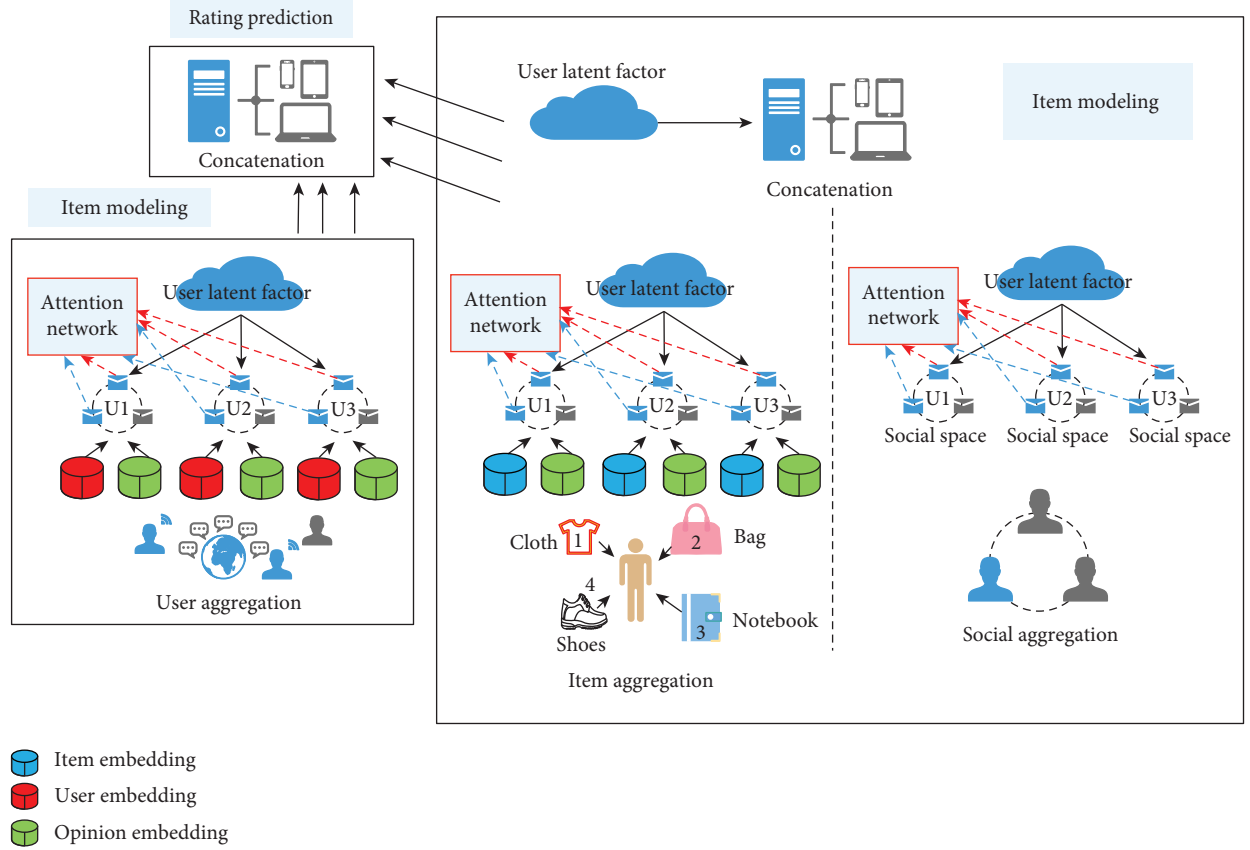 Rating prediction
Concatenation
Item modeling
User latent factor
Attention
network
U1
U2
U3
User aggregation
User latent factor
Concatenation
Item modeling
User latent factor
Attention
network
U1
U2
U3
Cloth
1
2
Bag
4
Shoes
3
Notebook
Item aggregation
User latent factor
Attention
network
U1
U2
U3
Social space
Social space
Social space
Social aggregation
Item embedding
User embedding
Opinion embedding